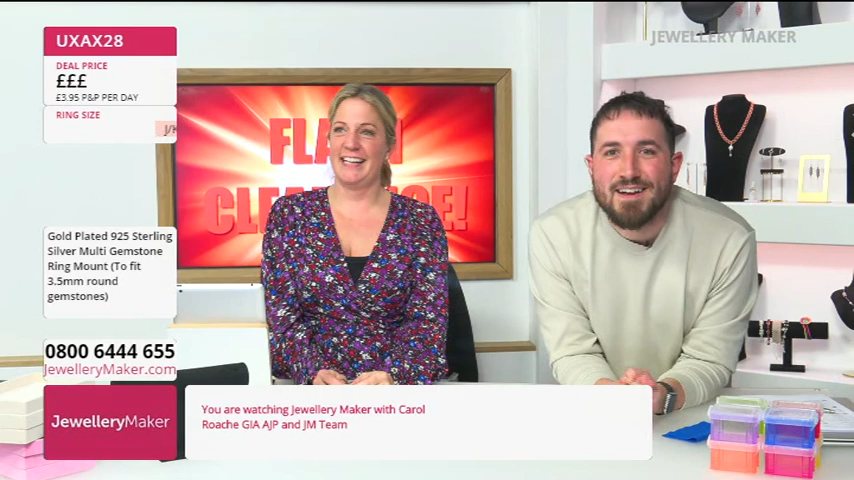 UXAX28
DEAL PRICE
£££
£3.95 P&P PER DAY
RING SIZE
JEWELLERY MAKER
Gold Plated 925 Sterling
Silver Multi Gemstone
Ring Mount (To fit
3.5mm round
gemstones)
0800 6444 655
JewelleryMaker.com
JewelleryMaker
You are watching Jewellery Maker with Carol
Roache GIA AJP and JM Team